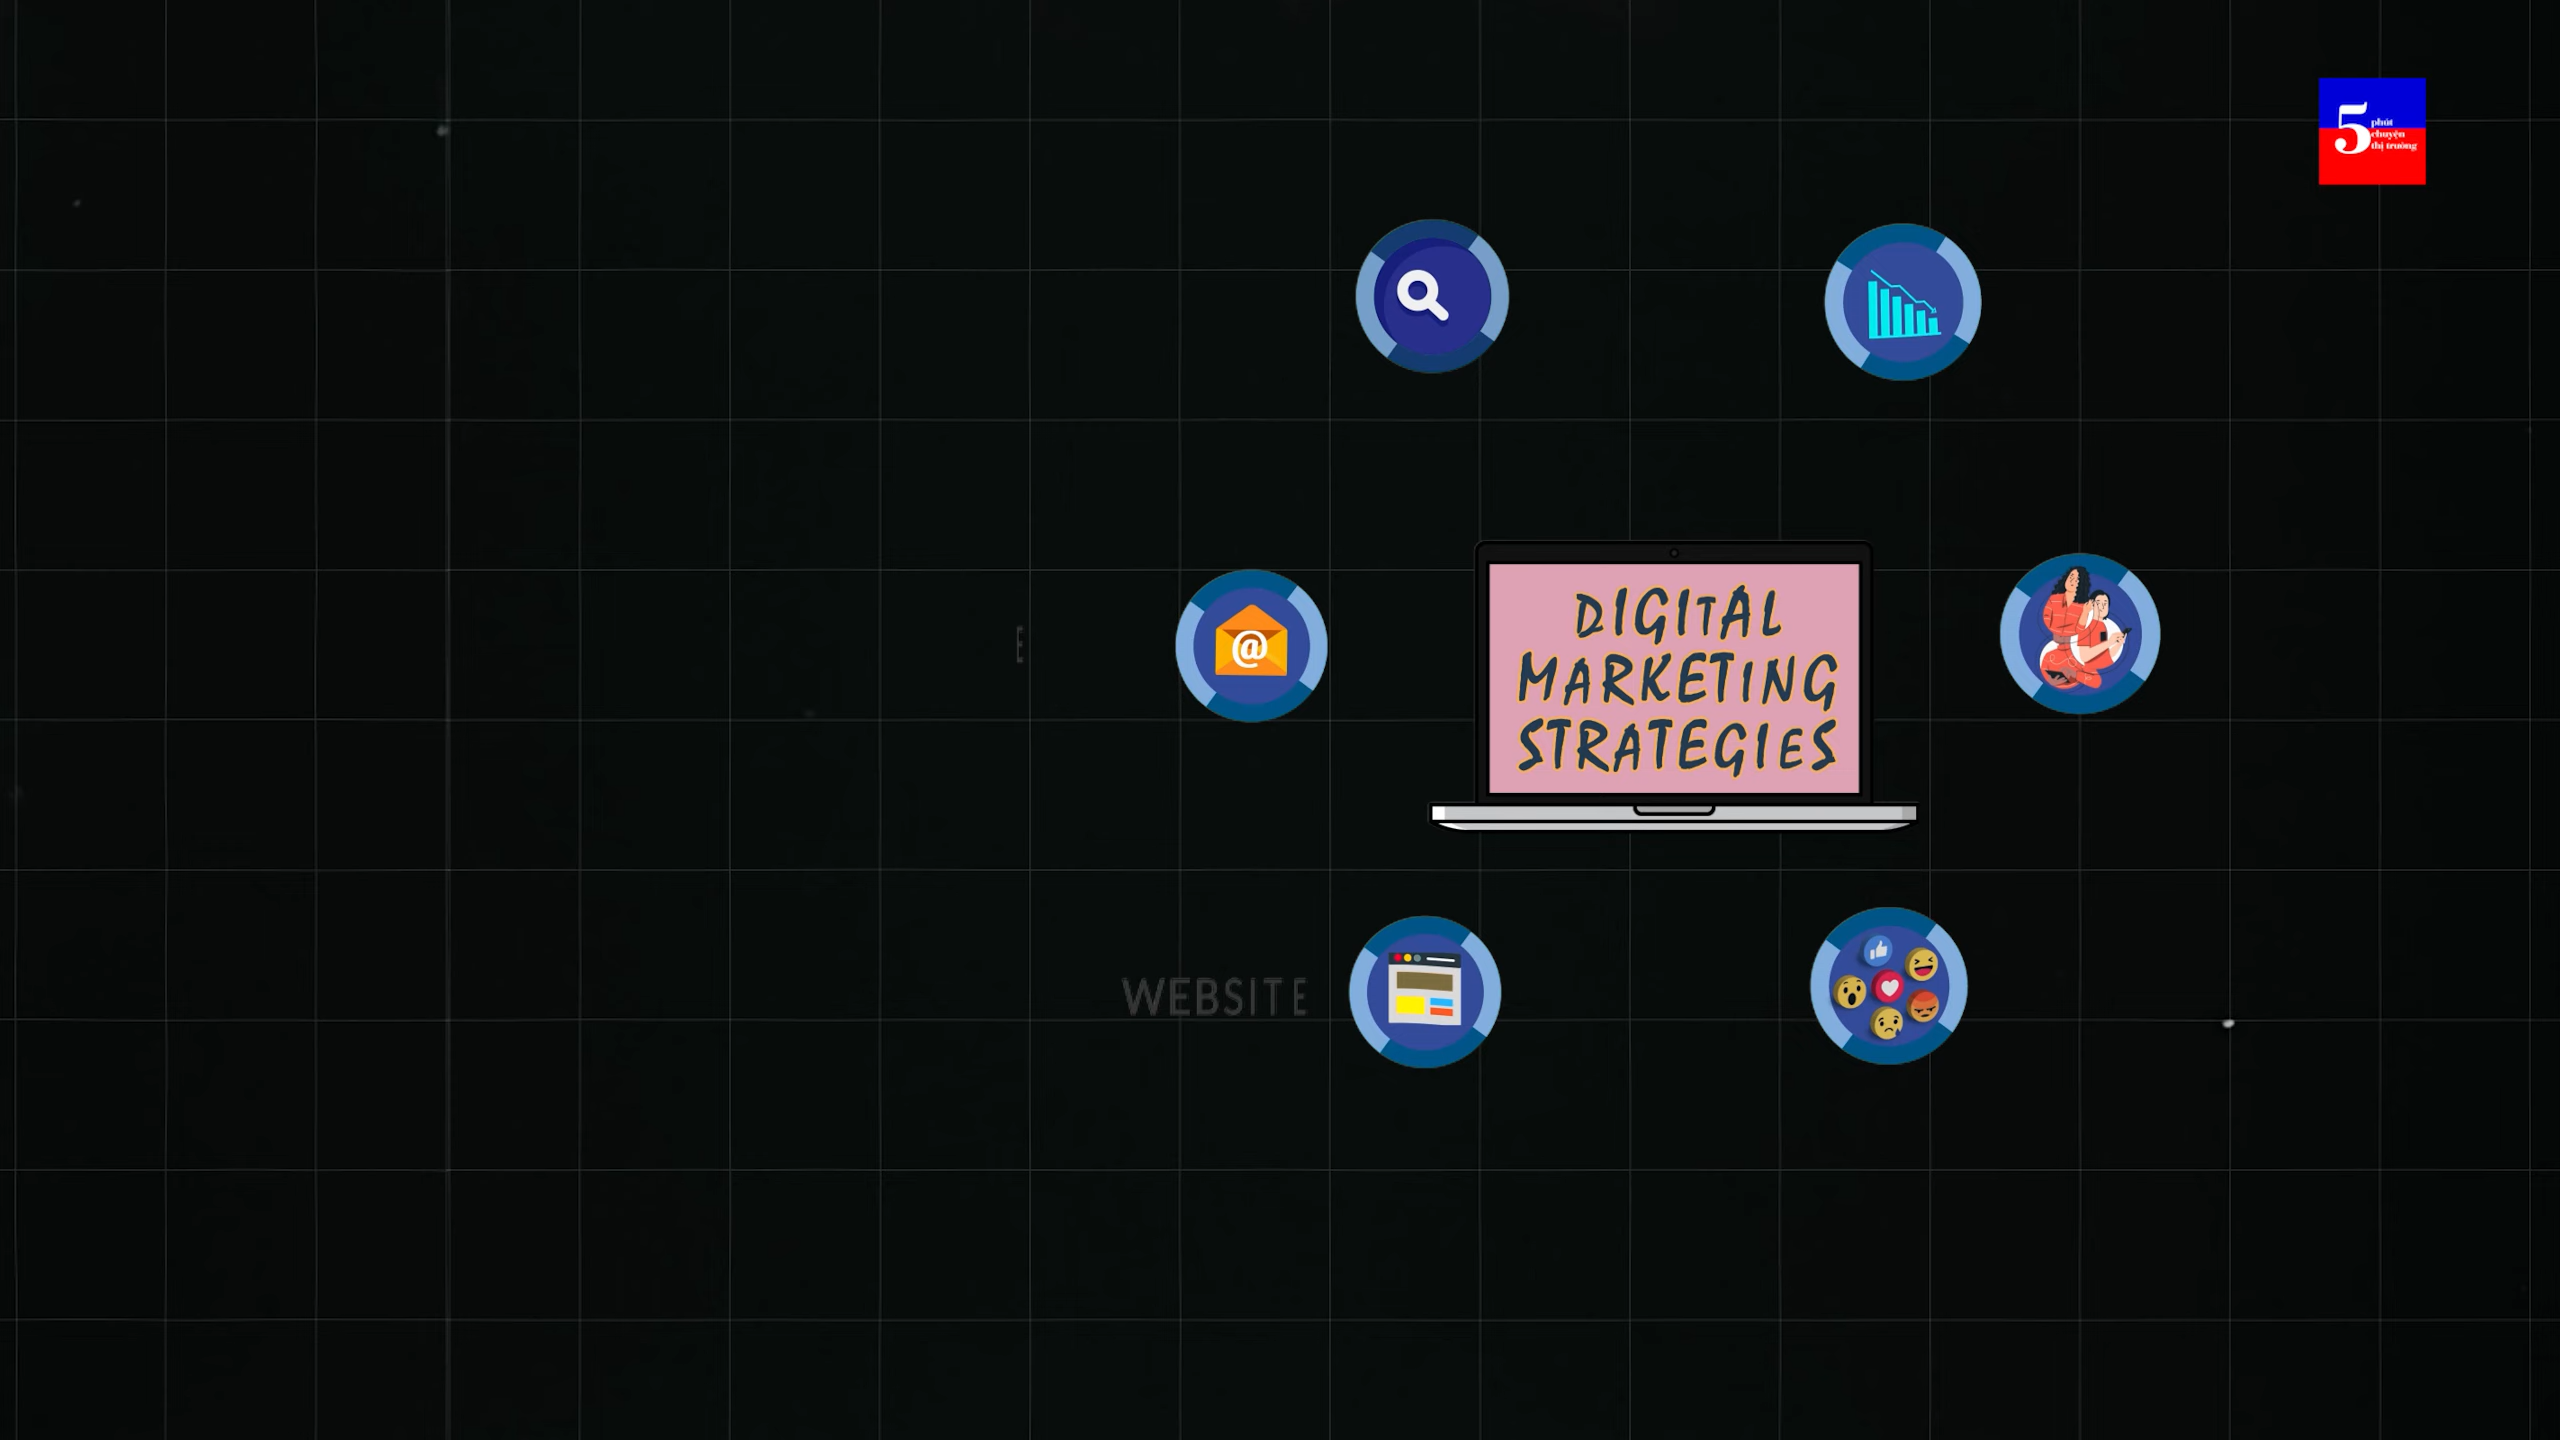 5 phút
chuyện
thị trường
@
DIGITAL
MARKETING
STRATEGIES
E
WEBSITE